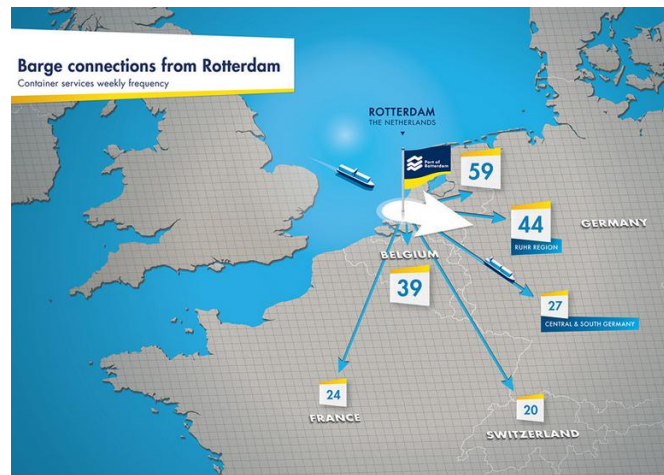 Barge connections from Rotterdam
Container services weekly frequency
ROTTERDAM
THE NETHERLANDS
Port of
Rotterdam
59
44
RUHR REGION
GERMANY
BELGIUM
39
27
CENTRAL & SOUTH GERMANY
24
FRANCE
20
SWITZERLAND